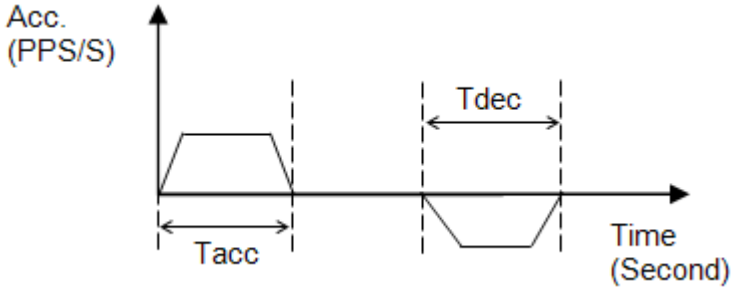 Acc.
(PPS/S)
Tdec
Tacc
Time
(Second)